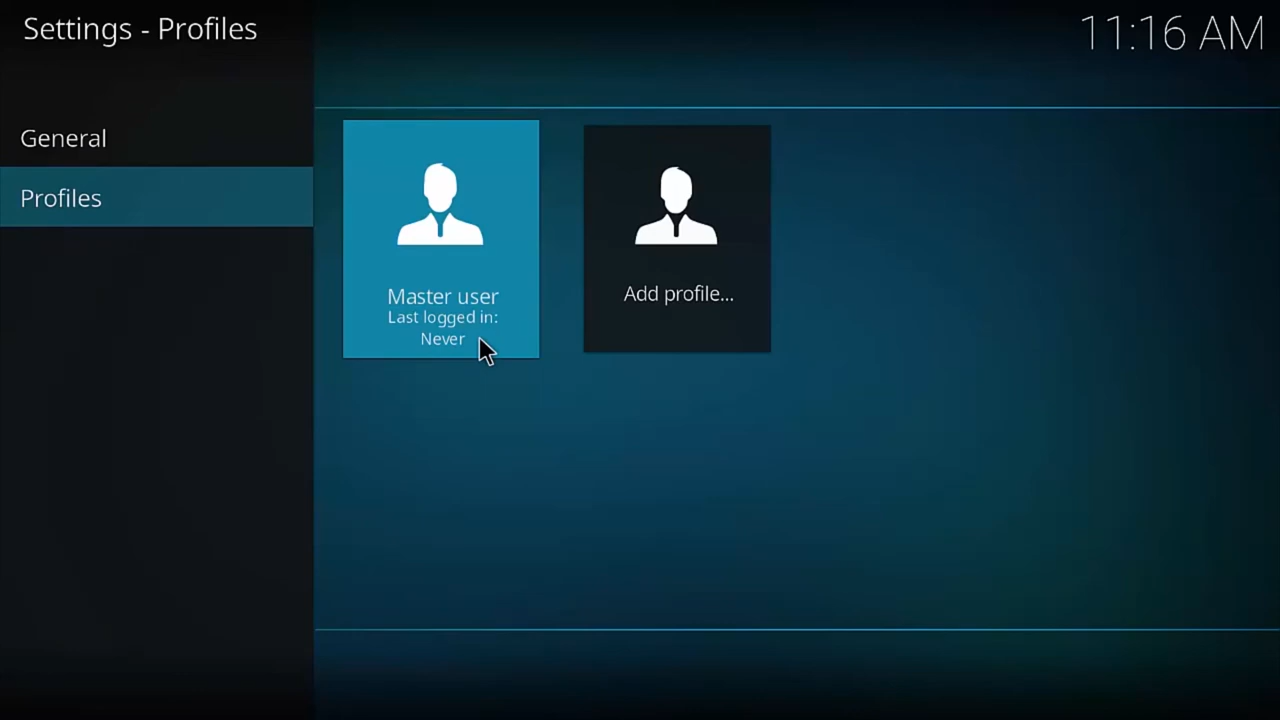 Settings - Profiles
11:16 AM
General
Profiles
Master user
Last logged in:
Never
Add profile...